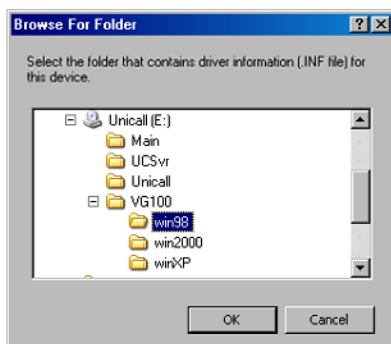 Browse For Folder
Select the folder that contains driver information (.INF file) for
this device.
Unicall (E:)
Main
UCSvr
Unicall
VG100
win98
win2000
winXP
OK Cancel